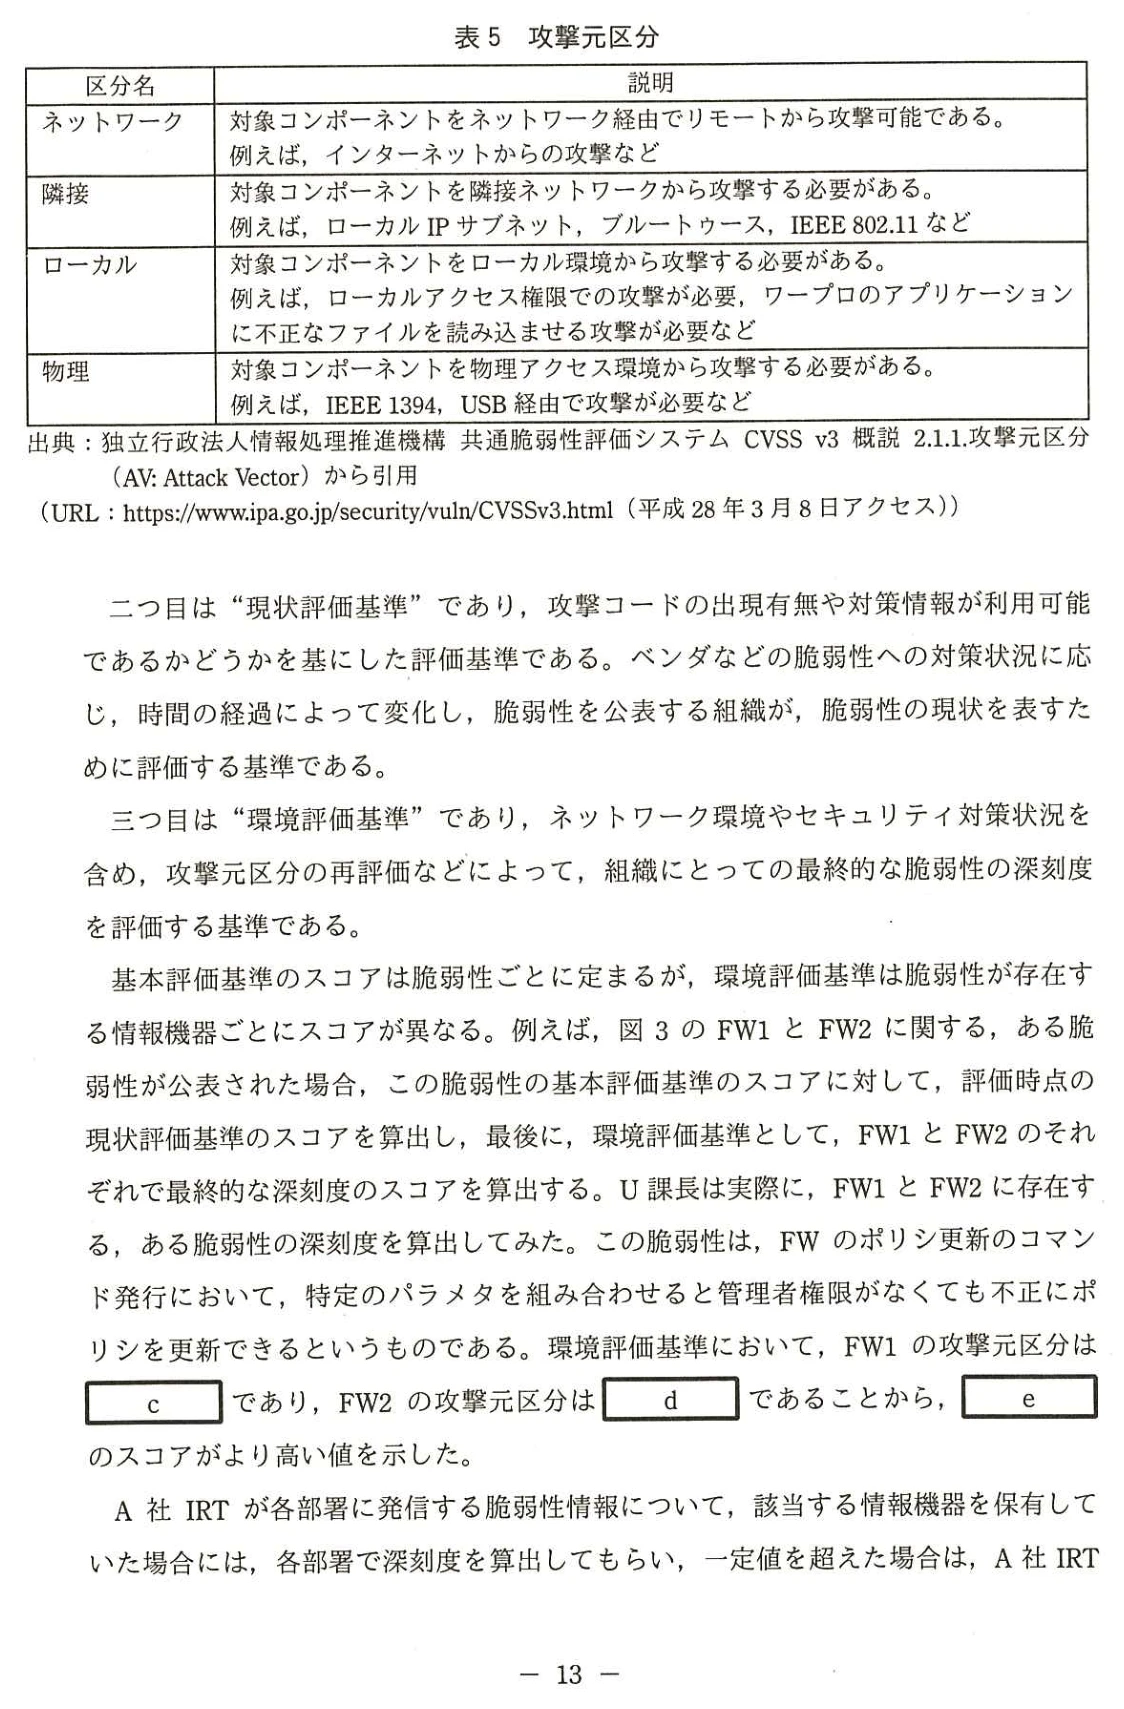 表5 攻撃元区分
区分名 説明
ネットワーク 対象コンポーネントをネットワーク経由でリモートから攻撃可能である。
例えば，インターネットからの攻撃など
隣接 対象コンポーネントを隣接ネットワークから攻撃する必要がある。
例えば，ローカル IP サブネット，ブルートゥース，IEEE 802.11 など
ローカル 対象コンポーネントをローカル環境から攻撃する必要がある。
例えば，ローカルアクセス権限での攻撃が必要，ワープロのアプリケーション
に不正なファイルを読み込ませる攻撃が必要など
物理 対象コンポーネントを物理アクセス環境から攻撃する必要がある。
例えば，IEEE 1394，USB 経由で攻撃が必要など
出典：独立行政法人情報処理推進機構 共通脆弱性評価システム CVSS v3 概説 2.1.1.攻撃元区分
（AV: Attack Vector）から引用
（URL：https://www.ipa.go.jp/security/vuln/CVSSv3.html（平成 28 年 3 月 8 日アクセス））
二つ目は“現状評価基準”であり，攻撃コードの出現有無や対策情報が利用可能
であるかどうかを基にした評価基準である。ベンダなどの脆弱性への対策状況に応
じ，時間の経過によって変化し，脆弱性を公表する組織が，脆弱性の現状を表すた
めに評価する基準である。
三つ目は“環境評価基準”であり，ネットワーク環境やセキュリティ対策状況を
含め，攻撃元区分の再評価などによって，組織にとっての最終的な脆弱性の深刻度
を評価する基準である。
基本評価基準のスコアは脆弱性ごとに定まるが，環境評価基準は脆弱性が存在す
る情報機器ごとにスコアが異なる。例えば，図 3 の FW1 と FW2 に関する，ある脆
弱性が公表された場合，この脆弱性の基本評価基準のスコアに対して，評価時点の
現状評価基準のスコアを算出し，最後に，環境評価基準として，FW1 と FW2 のそれ
ぞれで最終的な深刻度のスコアを算出する。U 課長は実際に，FW1 と FW2 に存在す
る，ある脆弱性の深刻度を算出してみた。この脆弱性は，FW のポリシ更新のコマン
ド発行において，特定のパラメタを組み合わせると管理者権限がなくても不正にポ
リシを更新できるというものである。環境評価基準において，FW1 の攻撃元区分は
c であり，FW2 の攻撃元区分は d であることから， e
のスコアがより高い値を示した。
A 社 IRT が各部署に発信する脆弱性情報について，該当する情報機器を保有して
いた場合には，各部署で深刻度を算出してもらい，一定値を超えた場合は，A 社 IRT
－ 13 －